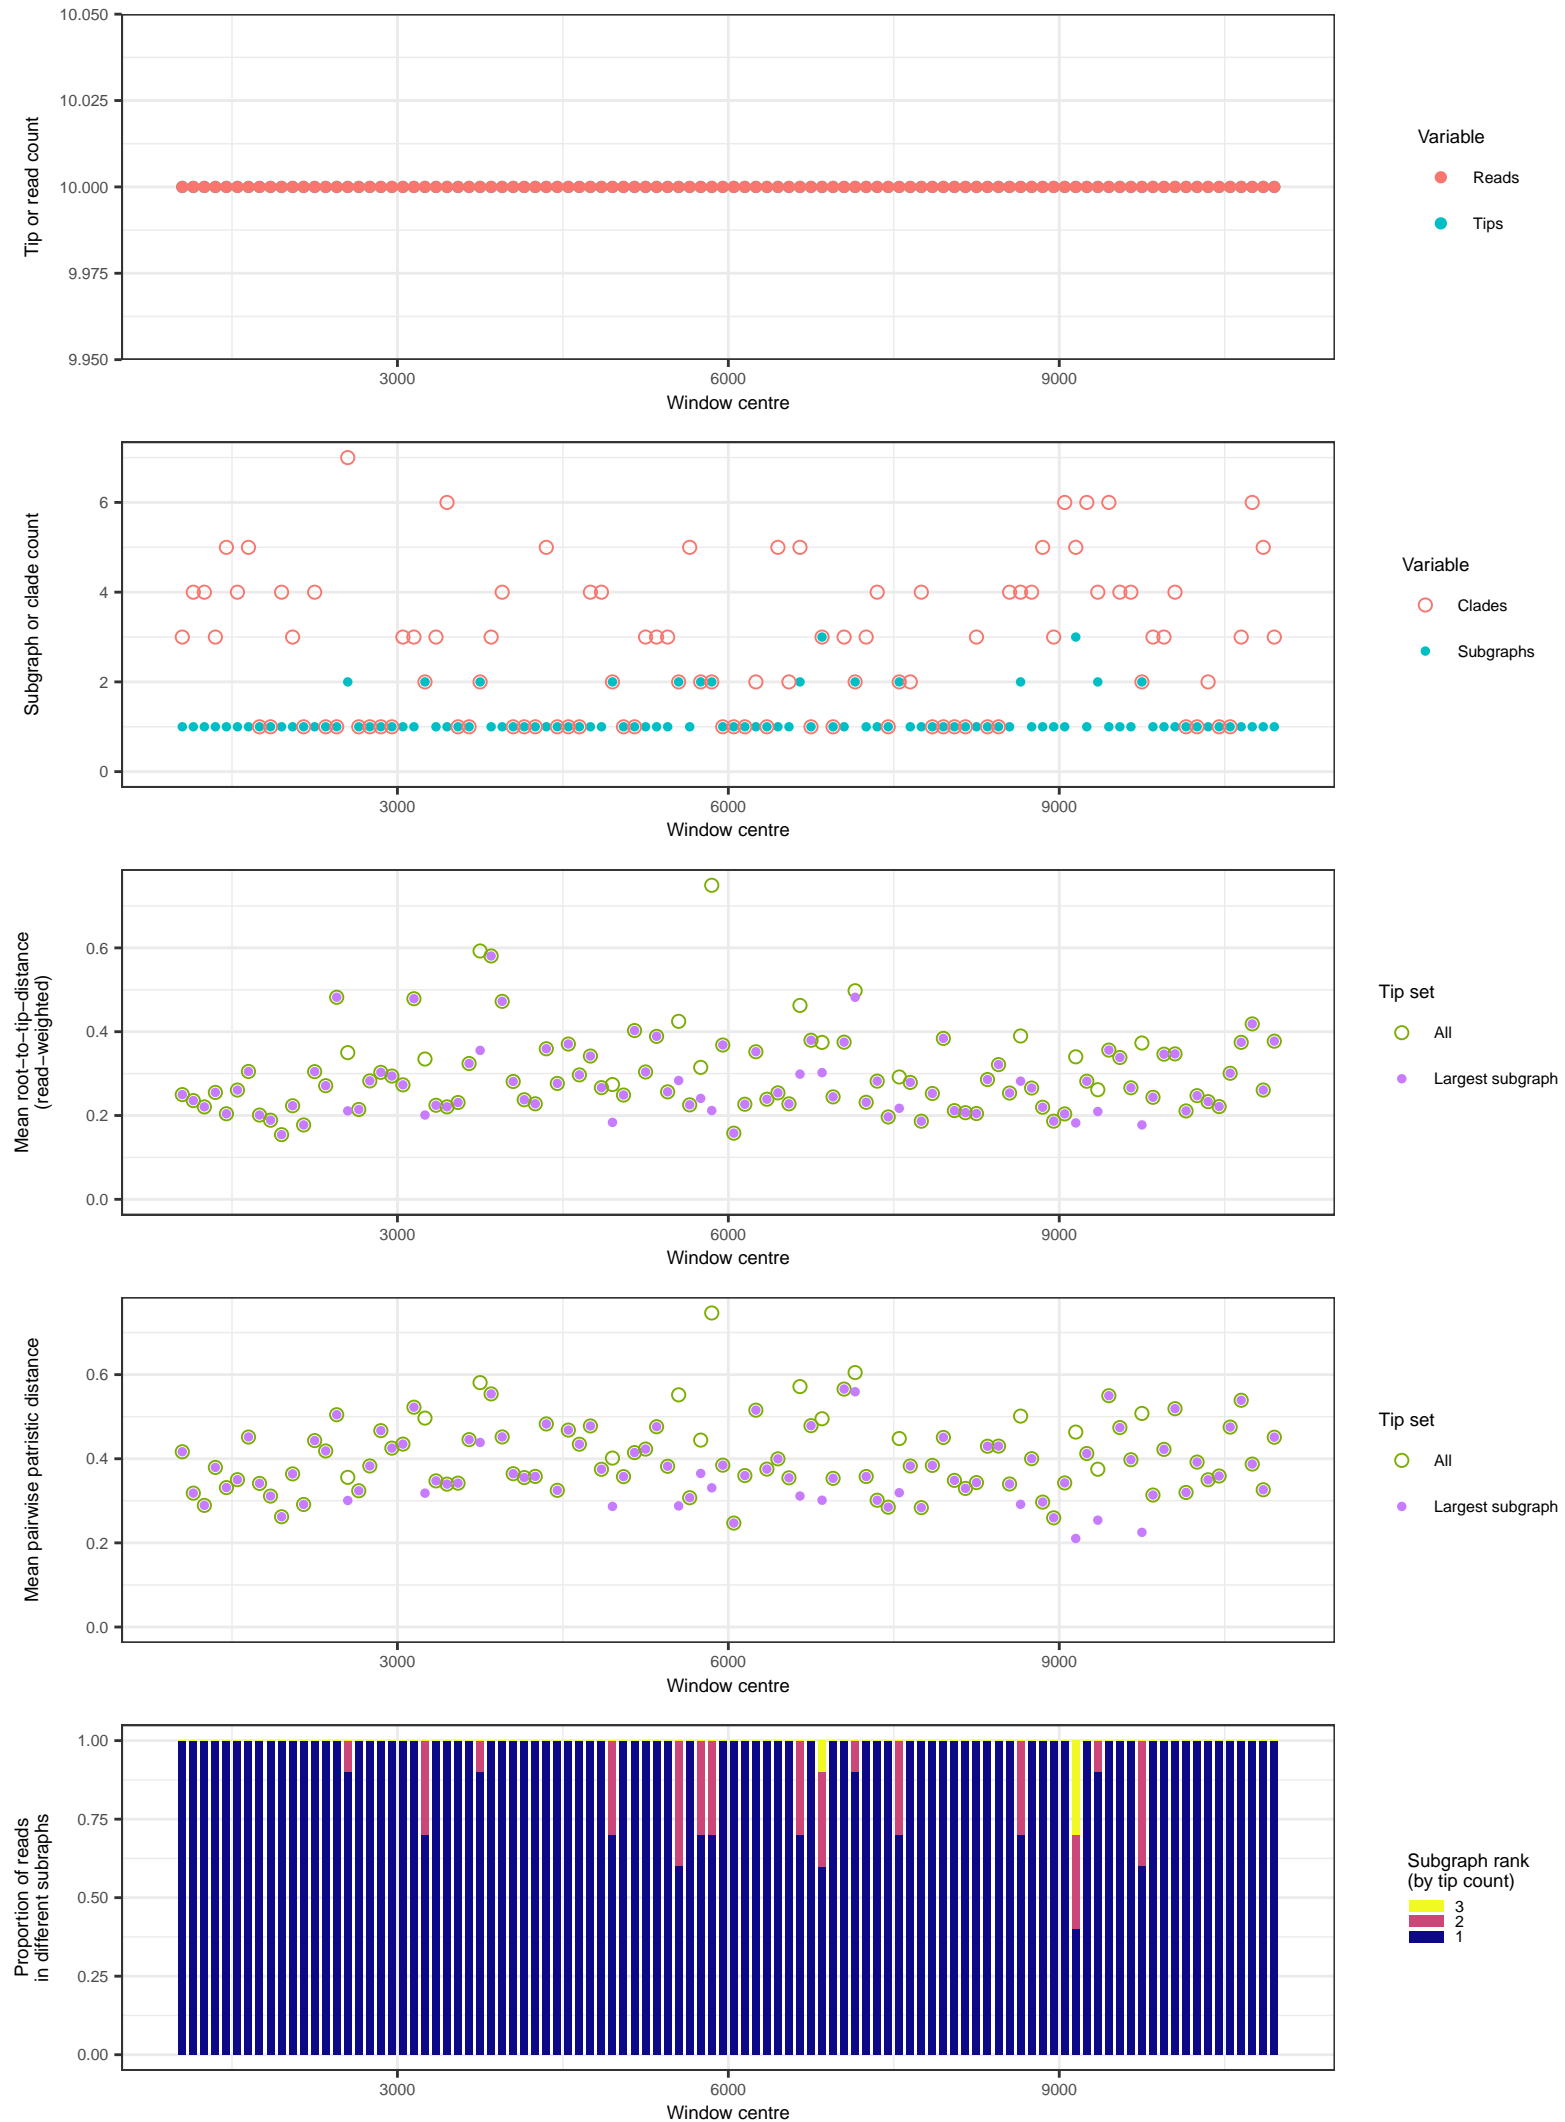 10.050
10.025
10.000
9.975
9.950
Tip or read count
3000
6000
9000
Window centre
Variable
Reads
Tips
6
4
2
0
Subgraph or clade count
3000
6000
9000
Window centre
Variable
Clades
Subgraphs
0.6
0.4
0.2
0.0
Mean root−to−tip−distance
(read−weighted)
3000
6000
9000
Window centre
Tip set
All
Largest subgraph
0.6
0.4
0.2
0.0
Mean pairwise patristic distance
3000
6000
9000
Window centre
Tip set
All
Largest subgraph
1.00
0.75
0.50
0.25
0.00
Proportion of reads
in different subraphs
3000
6000
9000
Window centre
Subgraph rank
(by tip count)
3
2
1